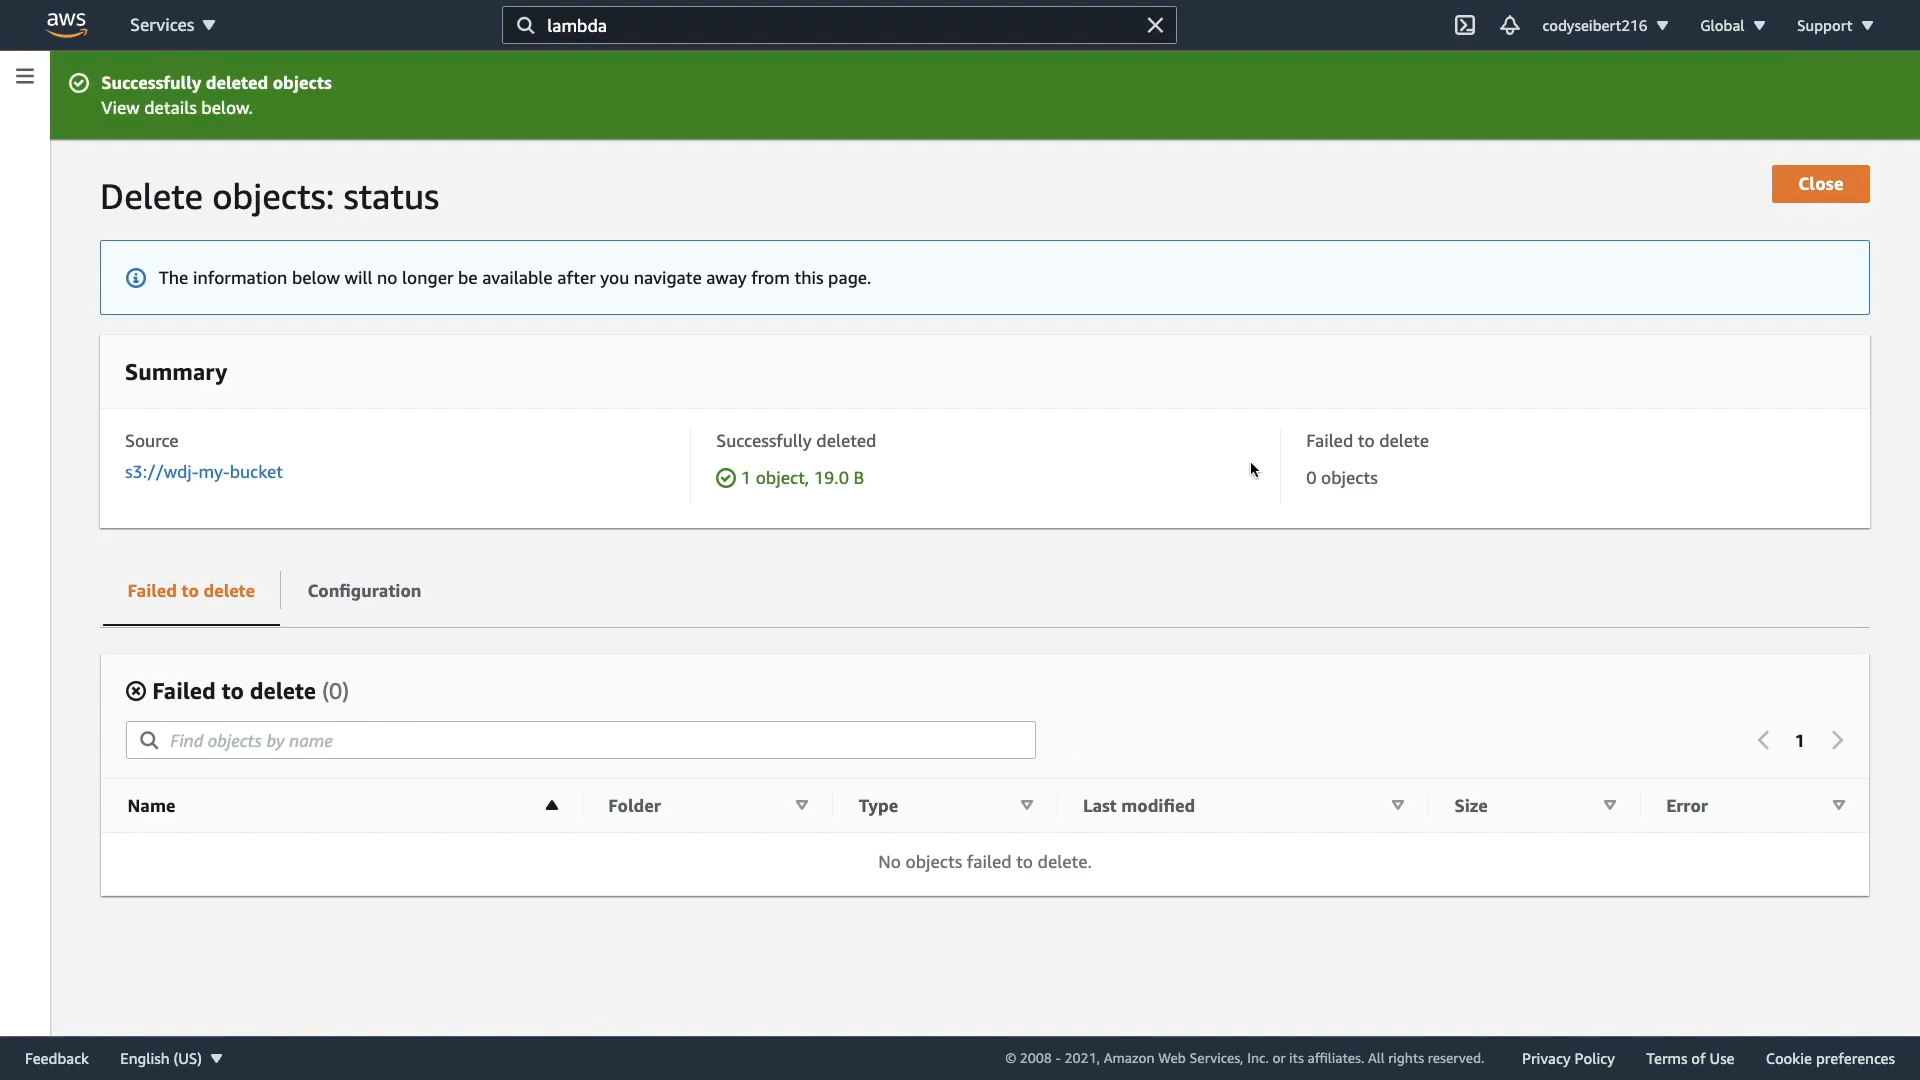 aws
Services
lambda
codyseibert216
Global
Support
Successfully deleted objects
View details below.
Delete objects: status
Close
The information below will no longer be available after you navigate away from this page.
Summary
Source
s3://wdj-my-bucket
Successfully deleted
1 object, 19.0 B
Failed to delete
0 objects
Failed to delete
Configuration
Failed to delete (0)
Find objects by name
1
Name
Folder
Type
Last modified
Size
Error
No objects failed to delete.
Feedback
English (US)
© 2008 - 2021, Amazon Web Services, Inc. or its affiliates. All rights reserved.
Privacy Policy
Terms of Use
Cookie preferences